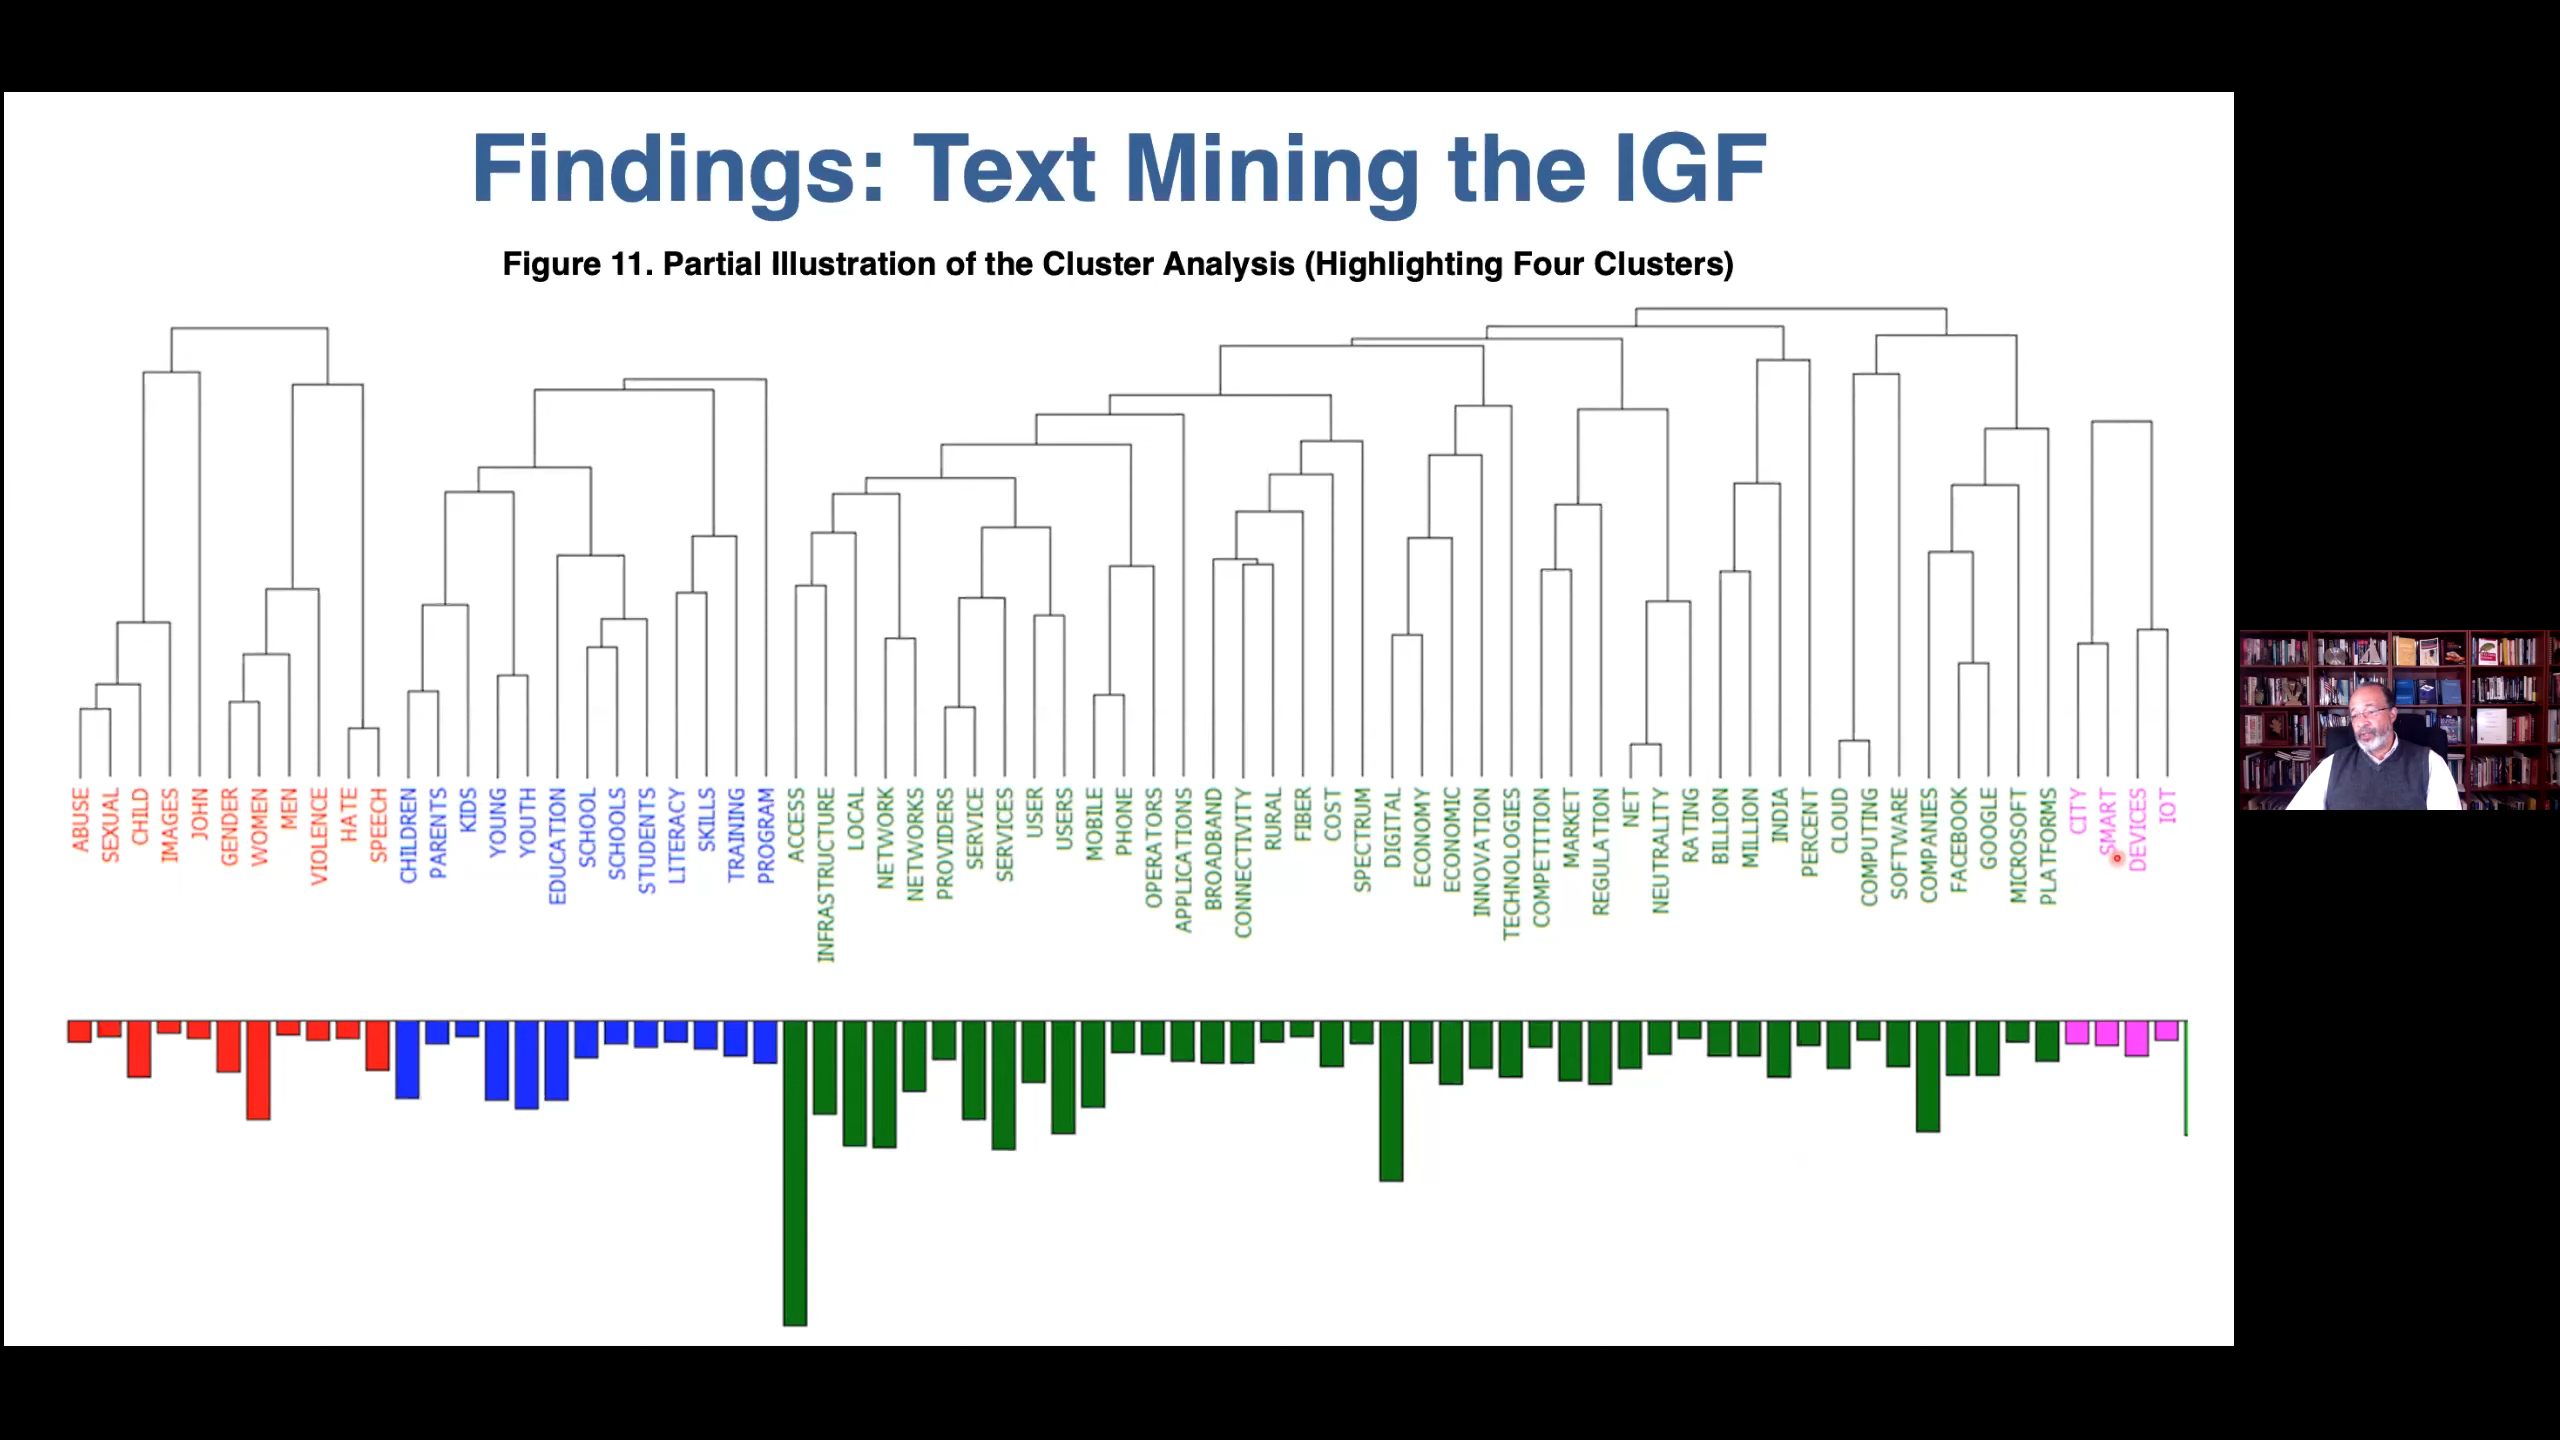 Findings: Text Mining the IGF
Figure 11. Partial Illustration of the Cluster Analysis (Highlighting Four Clusters)
ABUSE
SEXUAL
CHILD
IMAGES
JOHN
GENDER
WOMEN
MEN
VIOLENCE
HATE
SPEECH
CHILDREN
PARENTS
KIDS
YOUNG
YOUTH
EDUCATION
SCHOOL
SCHOOLS
STUDENTS
LITERACY
SKILLS
TRAINING
PROGRAM
ACCESS
INFRASTRUCTURE
LOCAL
NETWORK
NETWORKS
PROVIDERS
SERVICE
SERVICES
USER
USERS
MOBILE
PHONE
OPERATORS
APPLICATIONS
BROADBAND
CONNECTIVITY
RURAL
FIBER
COST
SPECTRUM
DIGITAL
ECONOMY
ECONOMIC
INNOVATION
TECHNOLOGIES
COMPETITION
MARKET
REGULATION
NET
NEUTRALITY
RATING
BILLION
MILLION
INDIA
PERCENT
CLOUD
COMPUTING
SOFTWARE
COMPANIES
FACEBOOK
GOOGLE
MICROSOFT
PLATFORMS
CITY
SMART
DEVICES
IOT